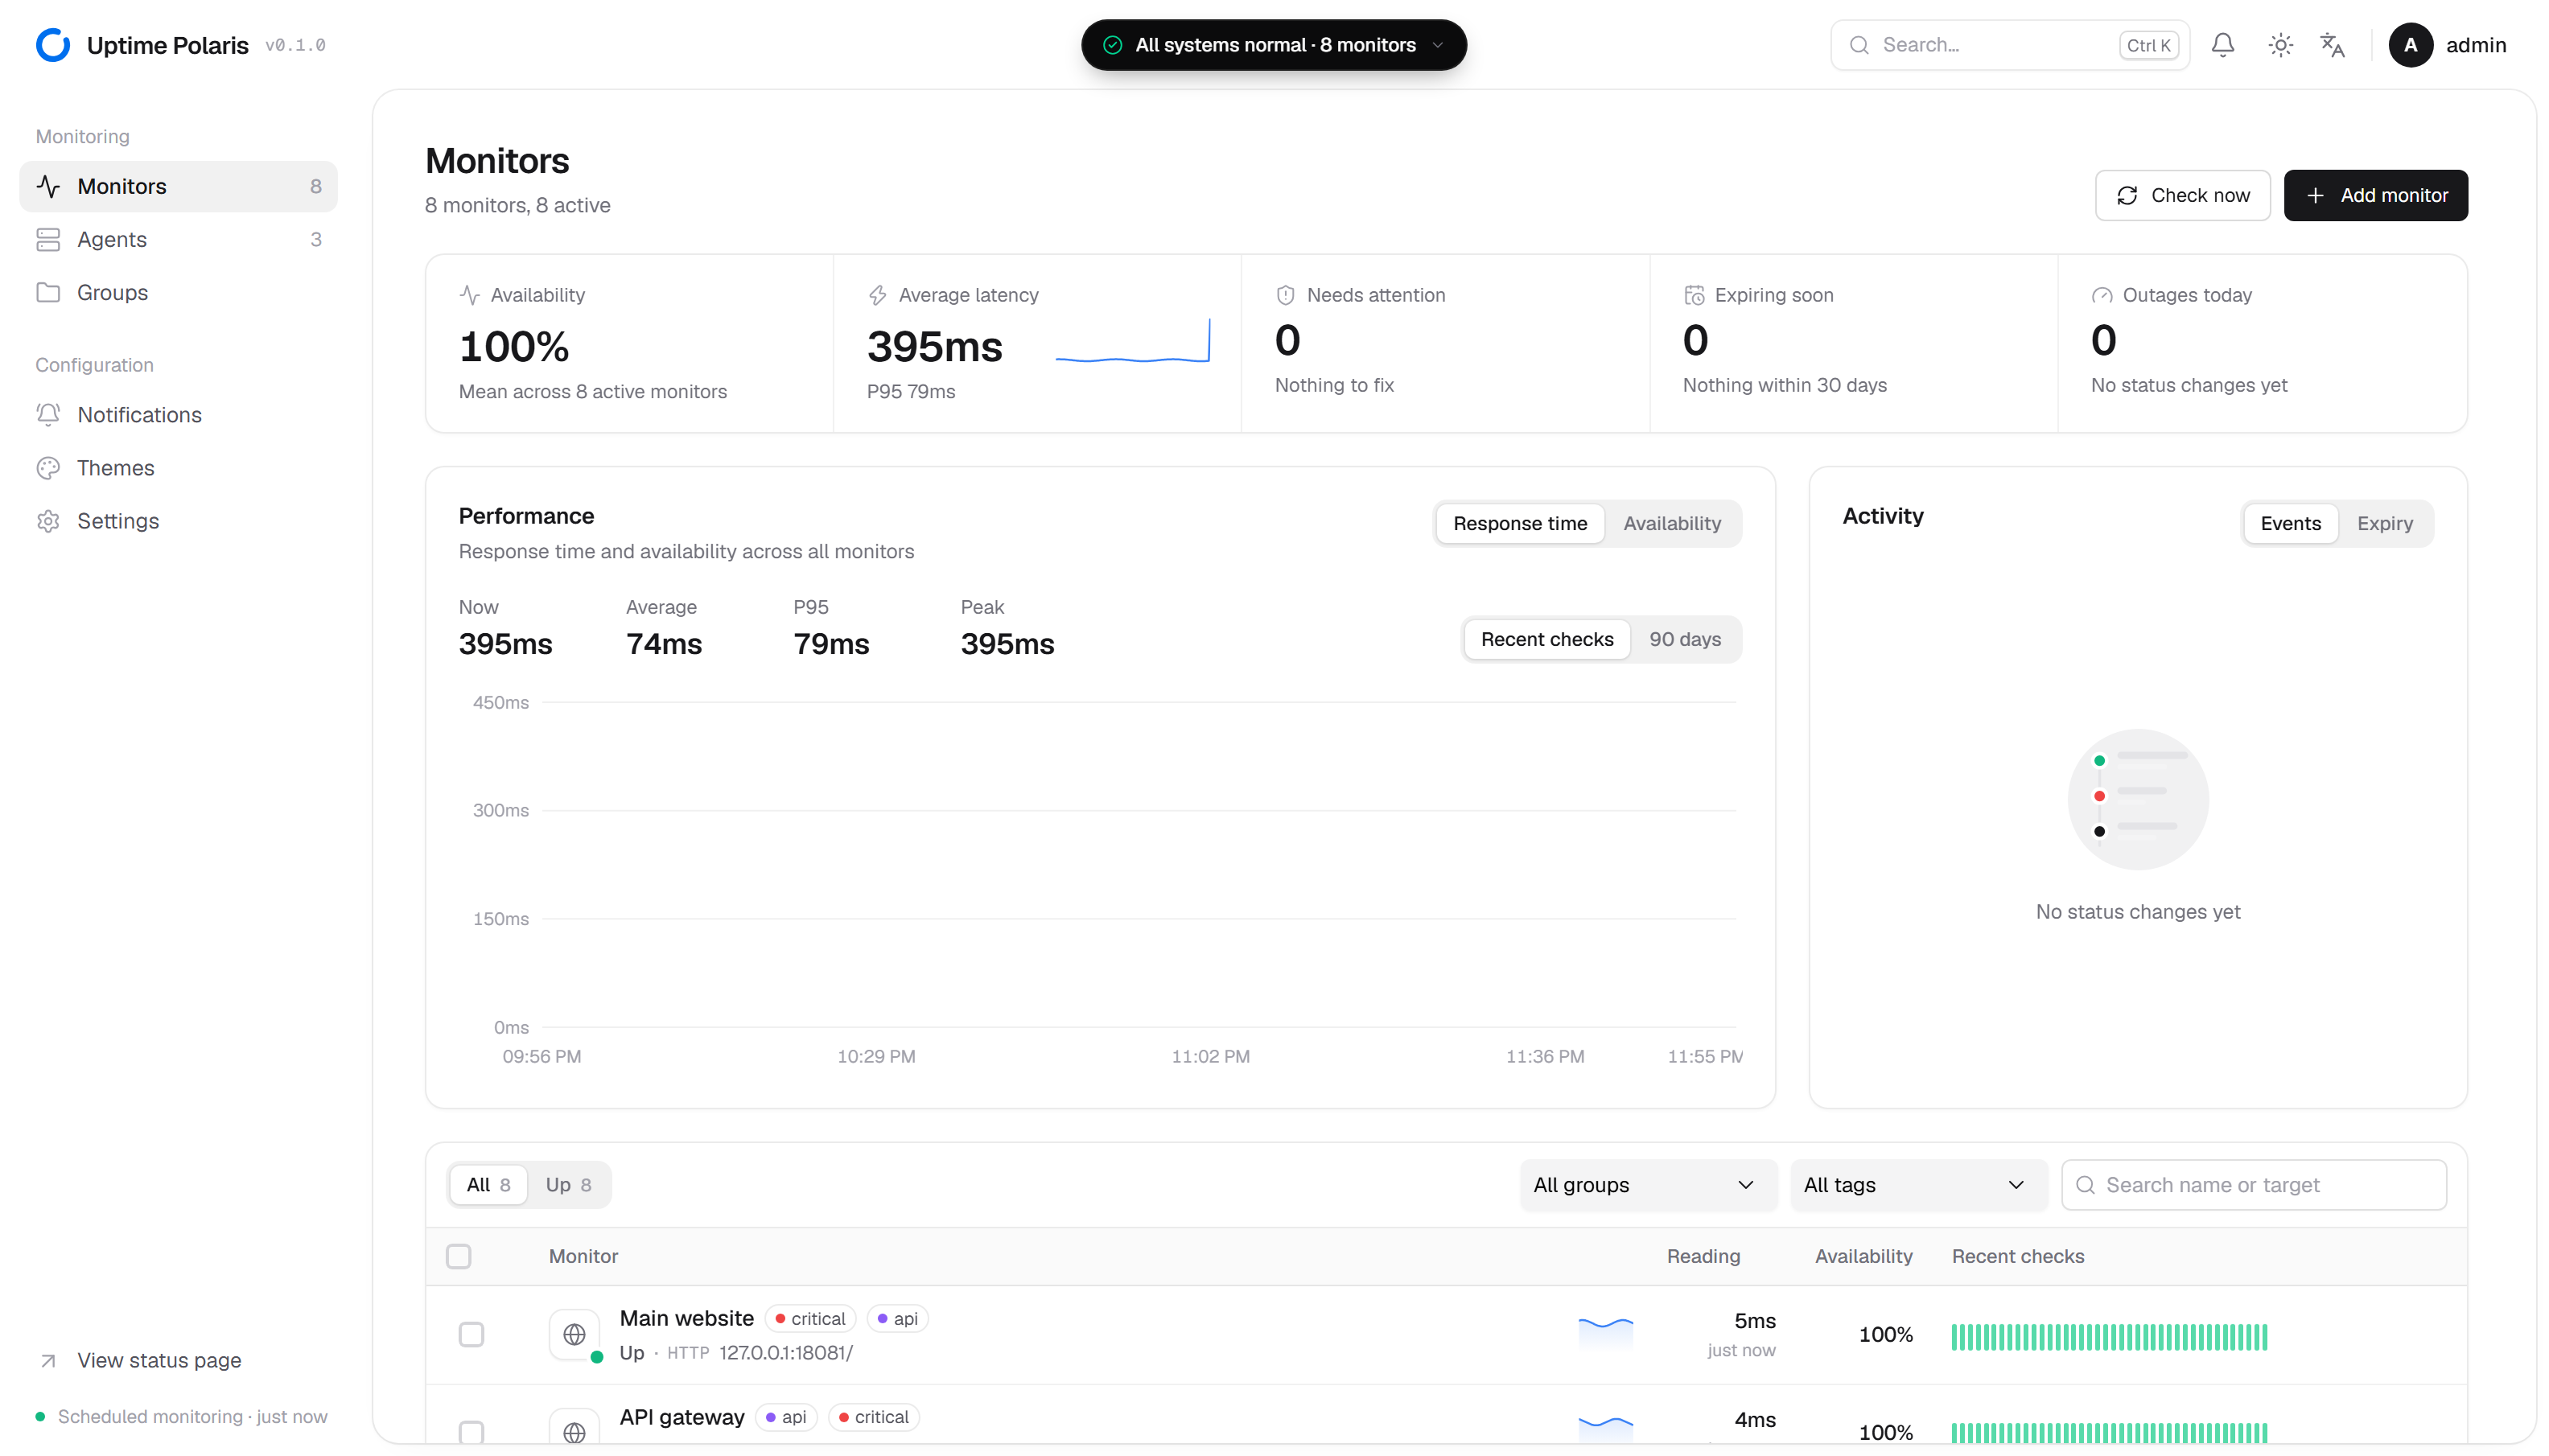 Uptime Polaris v0.1.0
All systems normal · 8 monitors
Search...
Ctrl K
A
admin
Monitoring
Monitors 8
Agents 3
Groups
Configuration
Notifications
Themes
Settings
View status page
Scheduled monitoring · just now
Monitors
8 monitors, 8 active
Check now
Add monitor
Availability
100%
Mean across 8 active monitors
Average latency
395ms
P95 79ms
Needs attention
0
Nothing to fix
Expiring soon
0
Nothing within 30 days
Outages today
0
No status changes yet
Performance
Response time and availability across all monitors
Response time Availability
Now Average P95 Peak
395ms 74ms 79ms 395ms
Recent checks 90 days
450ms
300ms
150ms
0ms
09:56 PM 10:29 PM 11:02 PM 11:36 PM 11:55 PM
Activity
Events Expiry
No status changes yet
All 8 Up 8
All groups
All tags
Search name or target
Monitor Reading Availability Recent checks
Main website critical api
Up · HTTP 127.0.0.1:18081/
5ms
just now
100%
API gateway api critical
4ms
100%